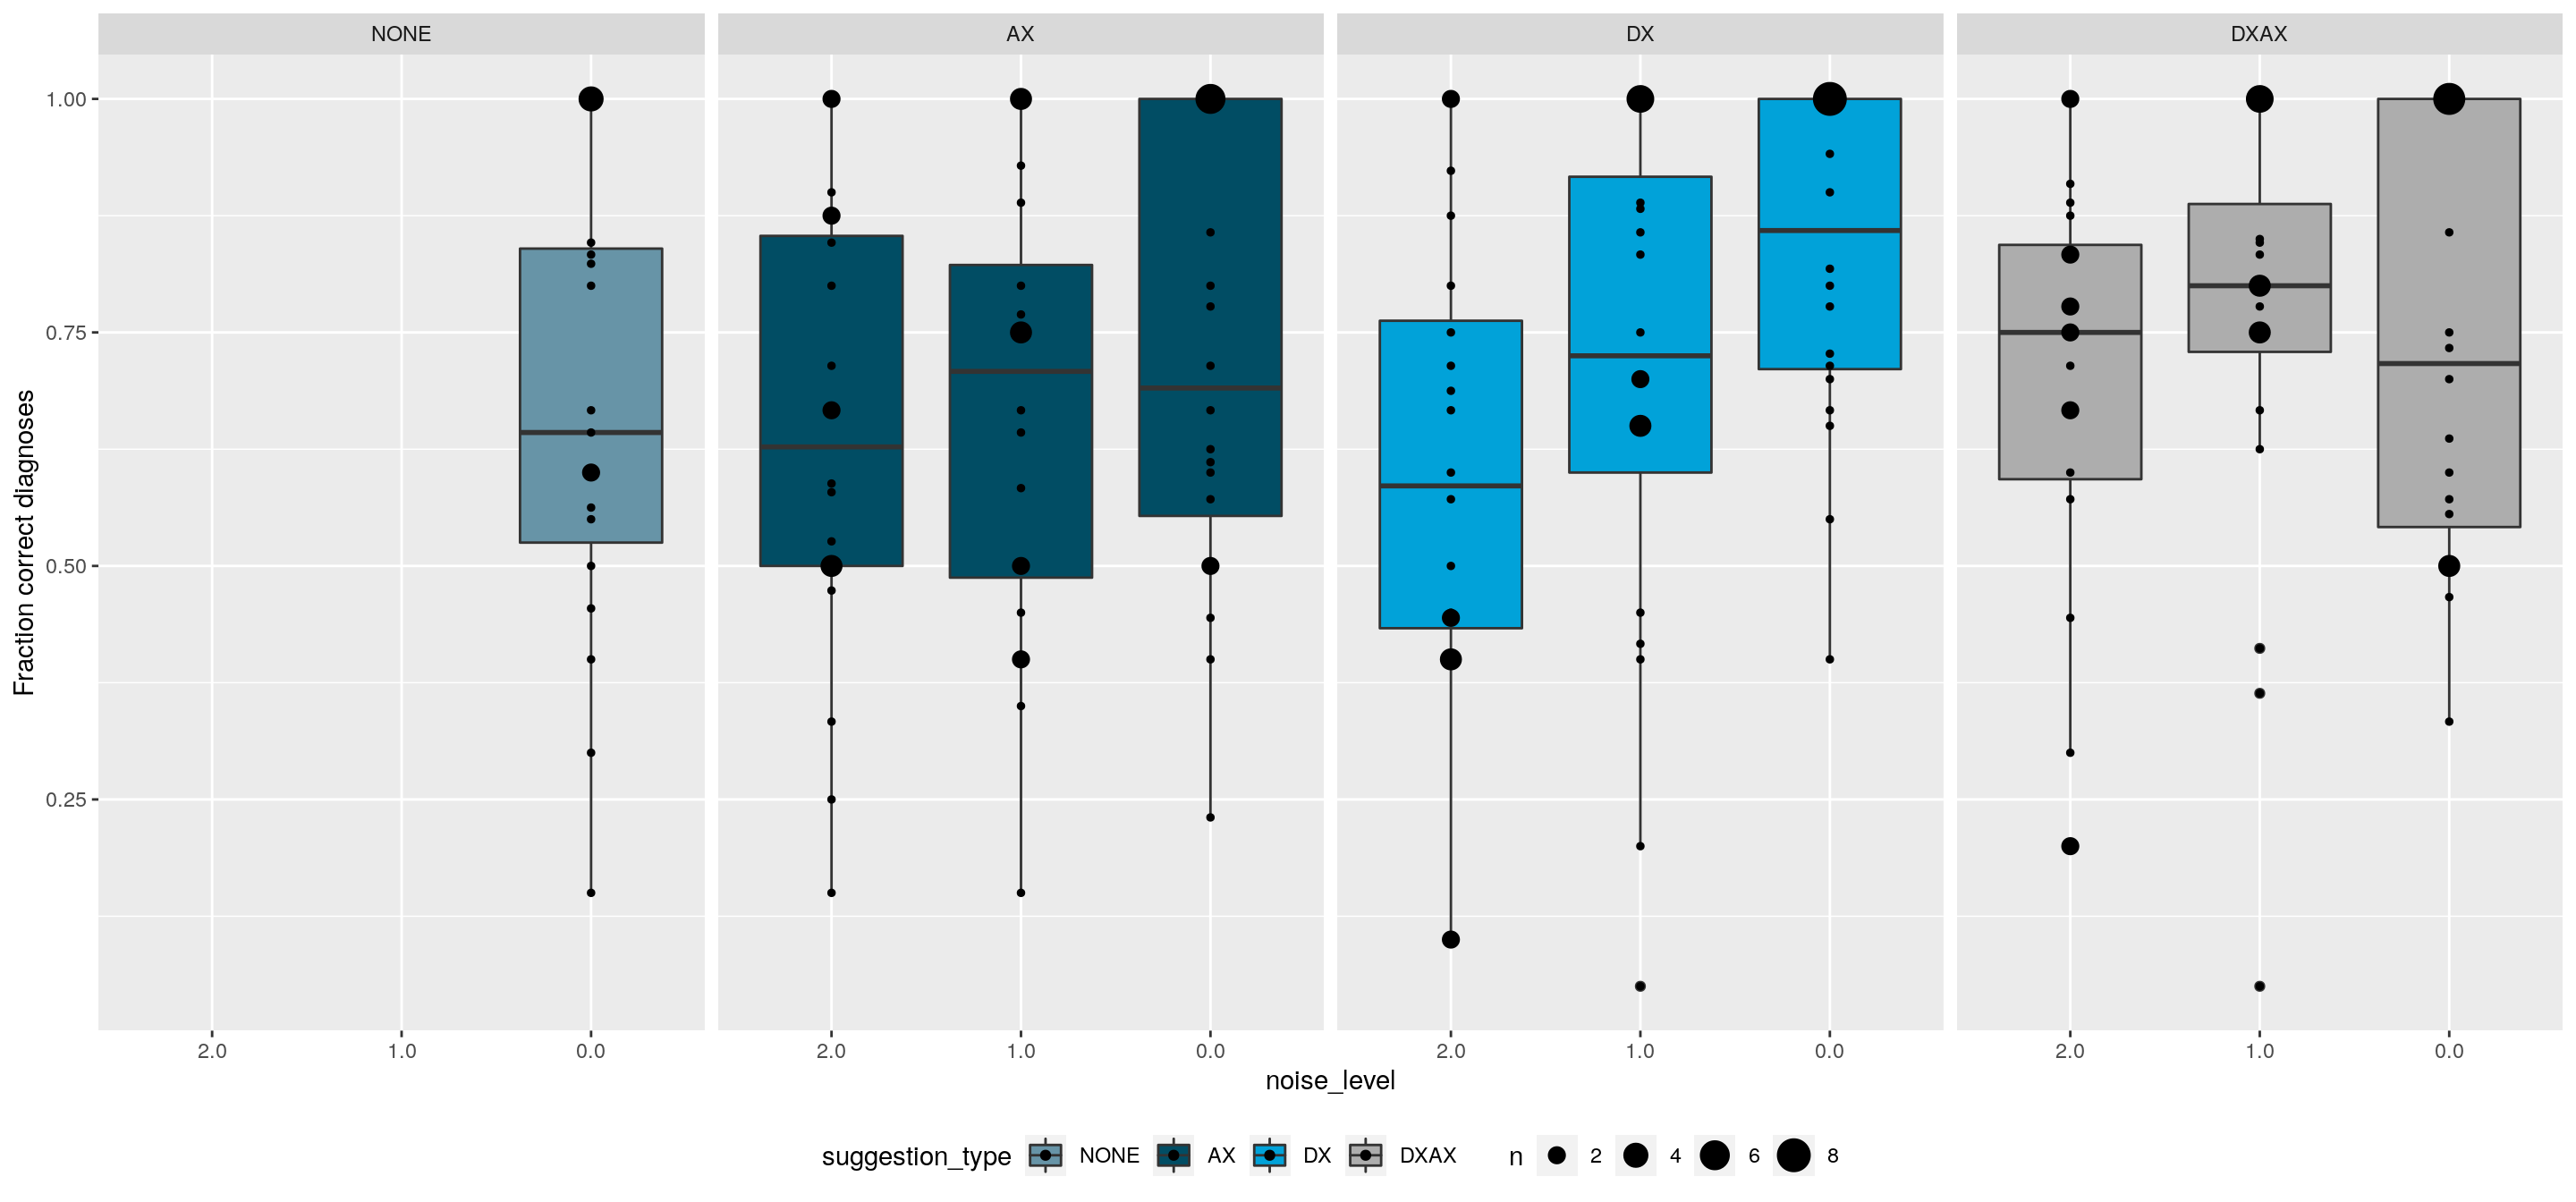 NONE AX DX DXAX
Fraction correct diagnoses
1.00
0.75
0.50
0.25
2.0 1.0 0.0 2.0 1.0 0.0 2.0 1.0 0.0 2.0 1.0 0.0
noise_level
suggestion_type NONE AX DX DXAX n 2 4 6 8